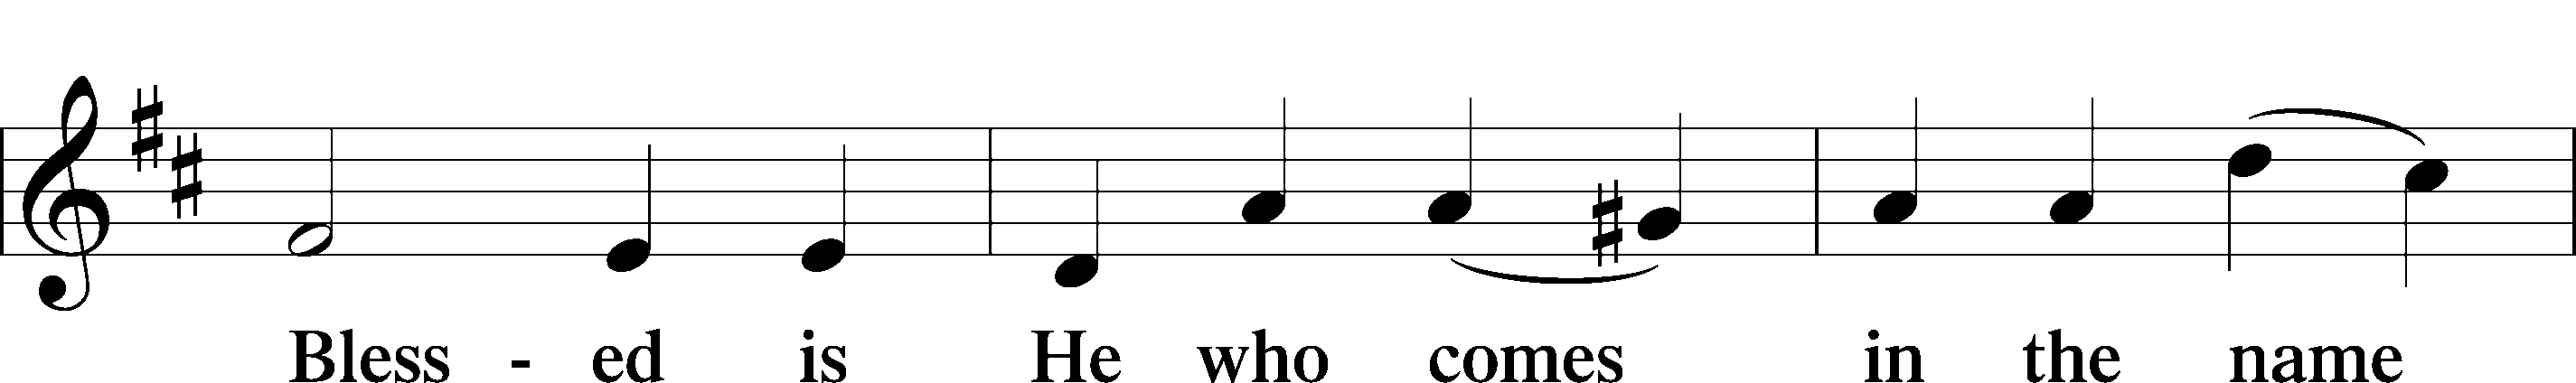 Bless - ed is He who comes in the name